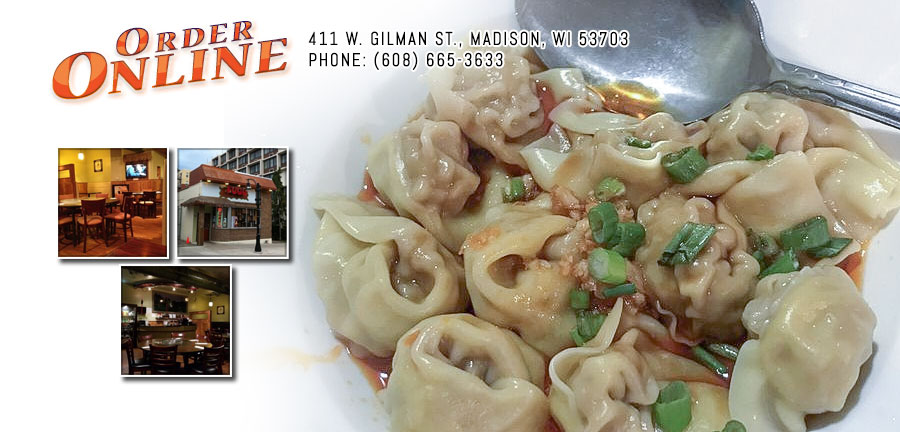 ORDER
ONLINE
411 W. GILMAN ST., MADISON, WI 53703
PHONE: (608) 665-3633